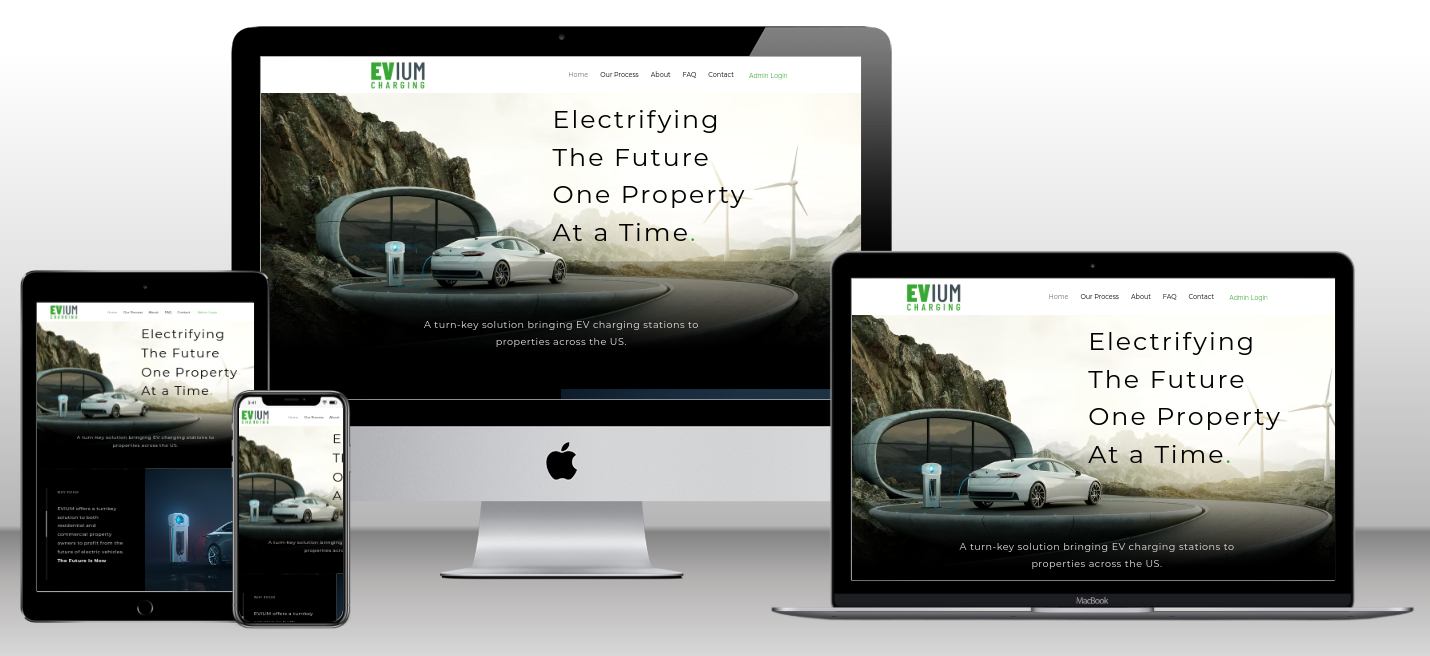 EVIUM
CHARGING
Home Our Process About FAQ Contact Admin Login
Electrifying
The Future
One Property
At a Time.
A turn-key solution bringing EV charging stations to
properties across the US.
EVIUM
CHARGING
Home Our Process About FAQ Contact Admin Login
Electrifying
The Future
One Property
At a Time.
A turn-key solution bringing EV charging stations to
properties across the US.
WHY EVIUM
EVIUM offers a turnkey
solution to both
residential and
commercial property
owners to profit from the
future of electric vehicles.
The Future Is Now
9:41
EVIUM
CHARGING
Home Our Process About
E
Th
O
A
A turn-key solution bringing
properties acro
WHY EVIUM
EVIUM offers a turnkey
EVIUM
CHARGING
Home Our Process About FAQ Contact Admin Login
Electrifying
The Future
One Property
At a Time.
A turn-key solution bringing EV charging stations to
properties across the US.
MacBook